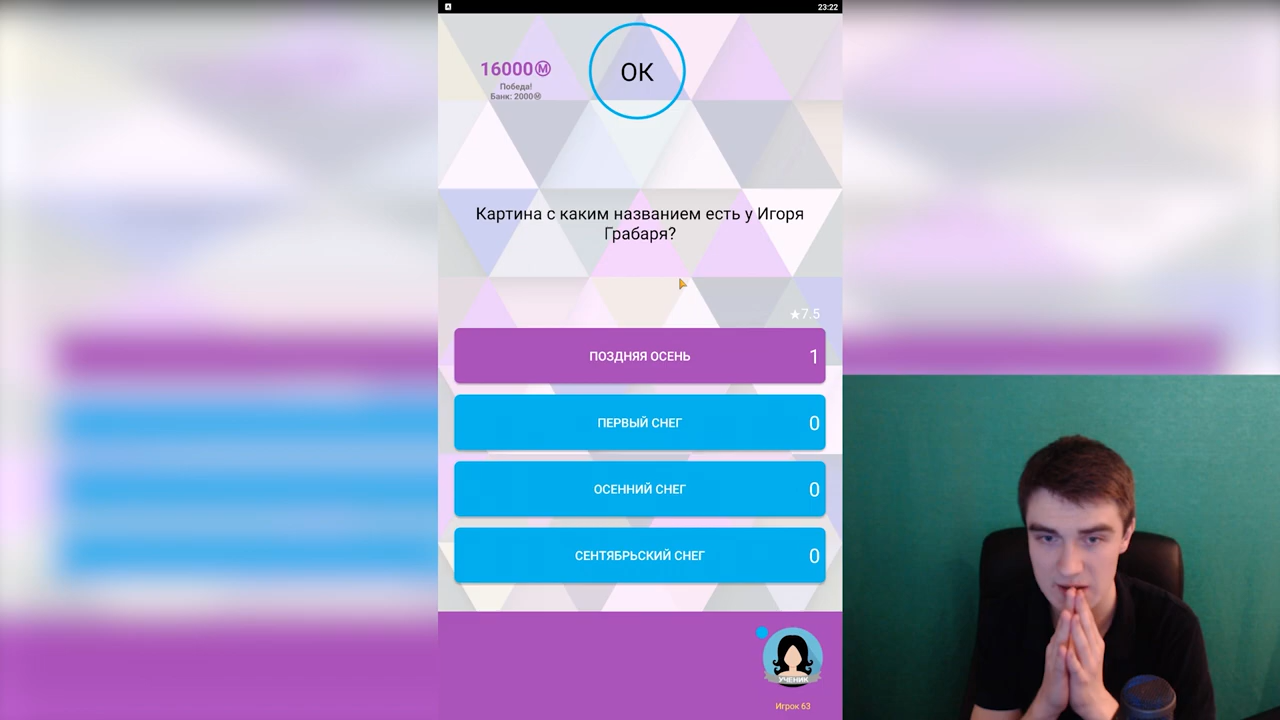 23:22
16000Ⓜ
Победа!
Банк: 2000Ⓜ
ОК
Картина с каким названием есть у Игоря
Грабаря?
★7.5
ПОЗДНЯЯ ОСЕНЬ 1
ПЕРВЫЙ СНЕГ 0
ОСЕННИЙ СНЕГ 0
СЕНТЯБРЬСКИЙ СНЕГ 0
УЧЕНИК
Игрок 63